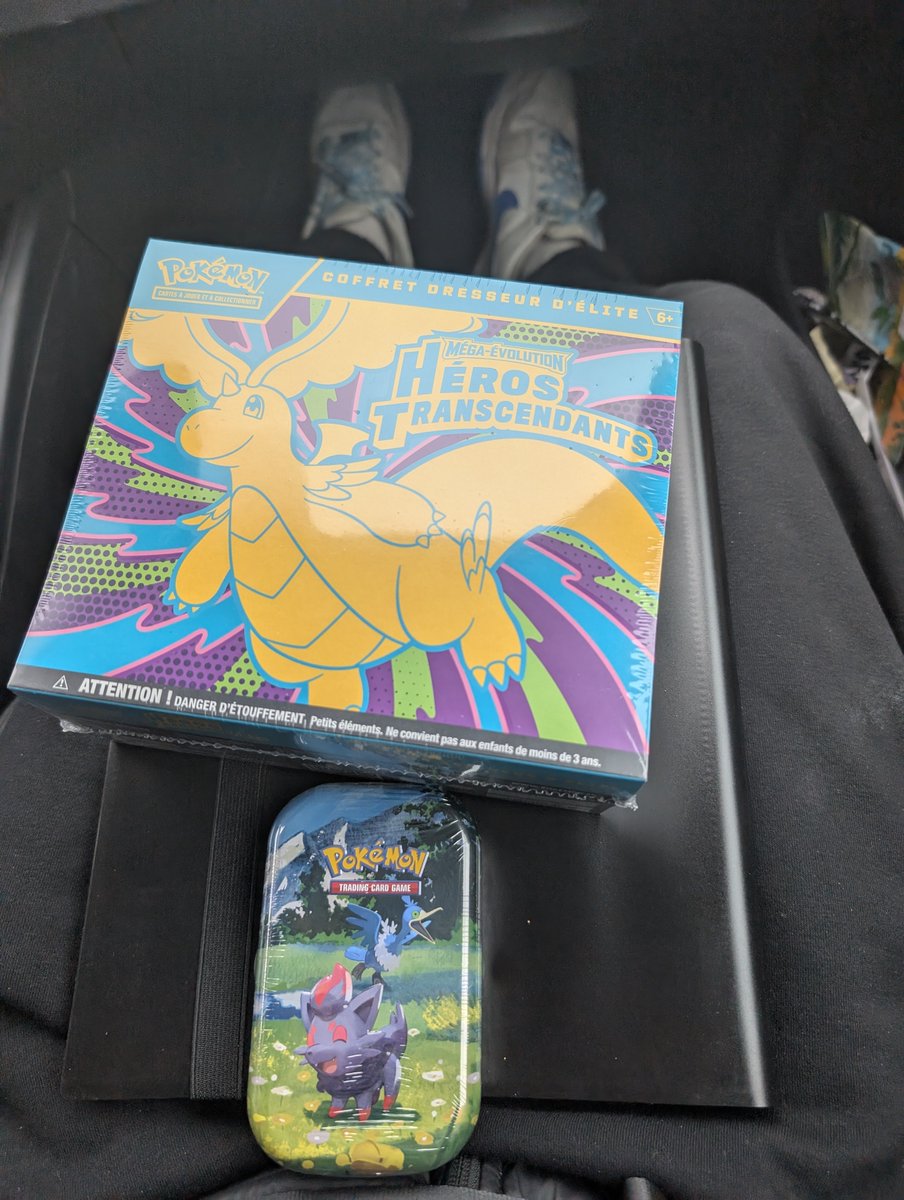 POKéMON
CARTES À JOUER ET À COLLECTIONNER
COFFRET DRESSEUR D'ÉLITE
6+
MÉGA-ÉVOLUTION
HÉROS
TRANSCENDANTS
ATTENTION ! DANGER D'ÉTOUFFEMENT. Petits éléments. Ne convient pas aux enfants de moins de 3 ans.
POKéMON
TRADING CARD GAME